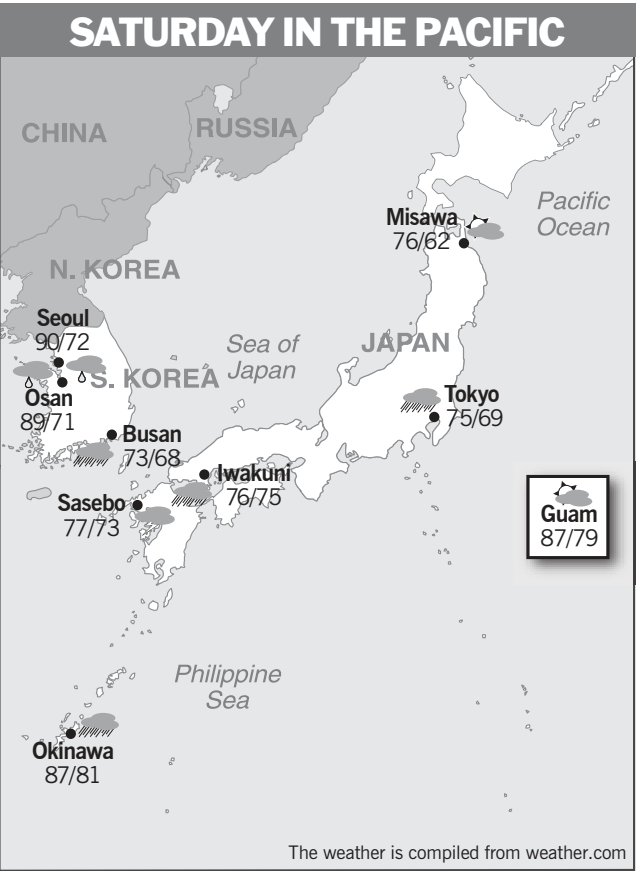 SATURDAY IN THE PACIFIC
CHINA
RUSSIA
Pacific
Ocean
Misawa
76/62
N. KOREA
Seoul
90/72
Sea of
Japan
JAPAN
S. KOREA
Osan
89/71
Tokyo
75/69
Busan
73/68
Iwakuni
76/75
Sasebo
77/73
Guam
87/79
Philippine
Sea
Okinawa
87/81
The weather is compiled from weather.com